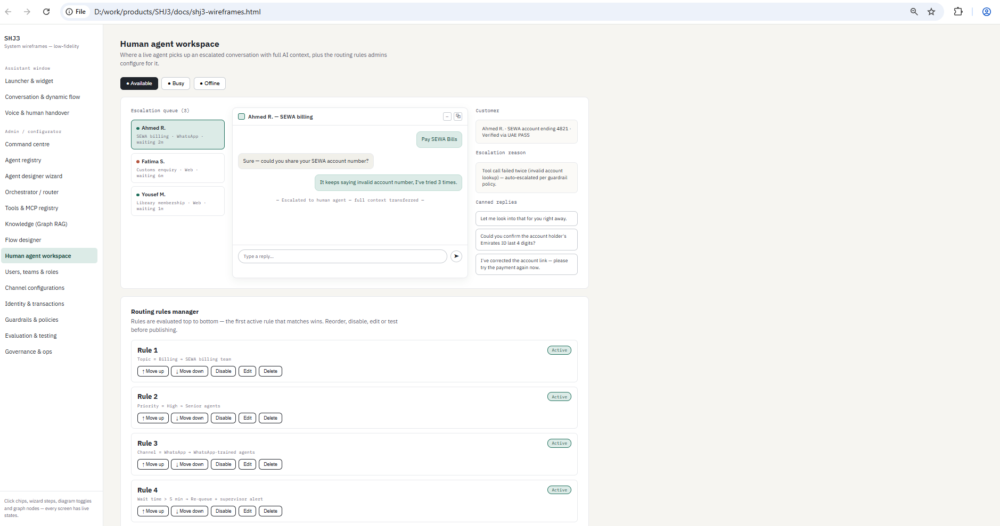 File
D:/work/products/SHJ3/docs/shj3-wireframes.html
SHJ3
System wireframes — low-fidelity
Assistant window
Launcher & widget
Conversation & dynamic flow
Voice & human handover
Admin / configurator
Command centre
Agent registry
Agent designer wizard
Orchestrator / router
Tools & MCP registry
Knowledge (Graph RAG)
Flow designer
Human agent workspace
Users, teams & roles
Channel configurations
Identity & transactions
Guardrails & policies
Evaluation & testing
Governance & ops
Click chips, wizard steps, diagram toggles
and graph nodes — every screen has live
states.
Human agent workspace
Where a live agent picks up an escalated conversation with full AI context, plus the routing rules admins
configure for it.
● Available
● Busy
● Offline
Escalation queue (3)
Ahmed R.
SEWA billing · WhatsApp ·
waiting 2m
Fatima S.
Customs enquiry · Web ·
waiting 6m
Yousef M.
Library membership · Web ·
waiting 1m
Ahmed R. — SEWA billing
Pay SEWA Bills
Sure — could you share your SEWA account number?
It keeps saying invalid account number, I've tried 3 times.
— Escalated to human agent — full context transferred —
Type a reply...
Customer
Ahmed R. · SEWA account ending 4821 ·
Verified via UAE PASS
Escalation reason
Tool call failed twice (invalid account
lookup) — auto-escalated per guardrail
policy.
Canned replies
Let me look into that for you right away.
Could you confirm the account holder's
Emirates ID last 4 digits?
I've corrected the account link — please
try the payment again now.
Routing rules manager
Rules are evaluated top to bottom — the first active rule that matches wins. Reorder, disable, edit or test
before publishing.
Rule 1
Active
Topic = Billing → SEWA billing team
↑ Move up
↓ Move down
Disable
Edit
Delete
Rule 2
Active
Priority = High → Senior agents
↑ Move up
↓ Move down
Disable
Edit
Delete
Rule 3
Active
Channel = WhatsApp → WhatsApp-trained agents
↑ Move up
↓ Move down
Disable
Edit
Delete
Rule 4
Active
Wait time > 5 min → Re-queue + supervisor alert
↑ Move up
↓ Move down
Disable
Edit
Delete